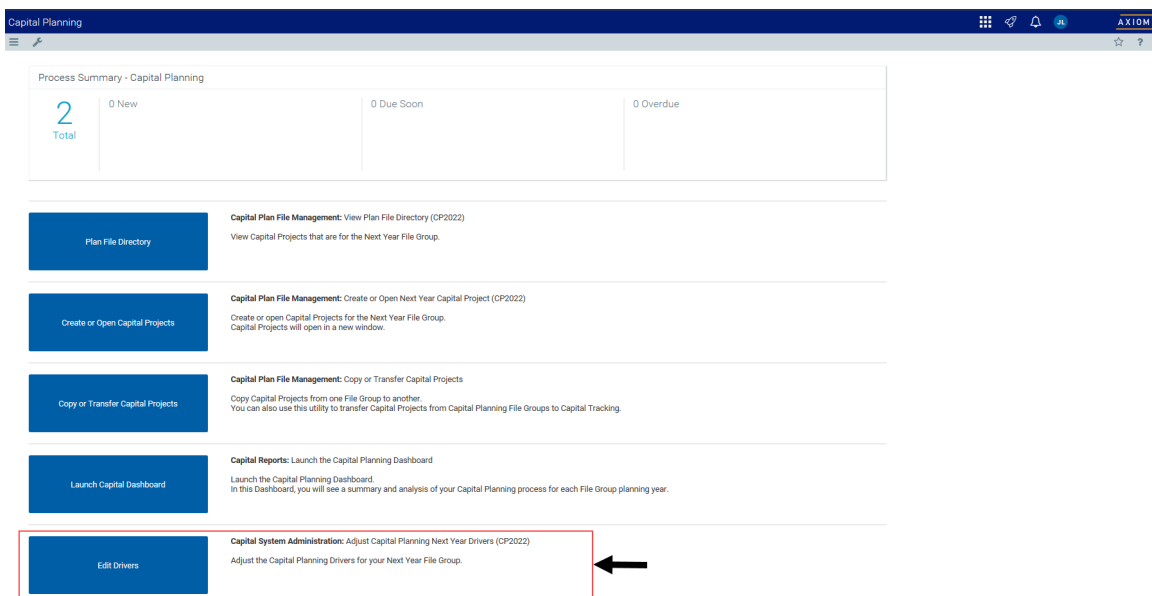 Capital Planning
JL
AXIOM
?
Process Summary - Capital Planning
2
Total
0 New
0 Due Soon
0 Overdue
Plan File Directory
Capital Plan File Management: View Plan File Directory (CP2022)
View Capital Projects that are for the Next Year File Group.
Create or Open Capital Projects
Capital Plan File Management: Create or Open Next Year Capital Project (CP2022)
Create or open Capital Projects for the Next Year File Group.
Capital Projects will open in a new window.
Copy or Transfer Capital Projects
Capital Plan File Management: Copy or Transfer Capital Projects
Copy Capital Projects from one File Group to another.
You can also use this utility to transfer Capital Projects from Capital Planning File Groups to Capital Tracking.
Launch Capital Dashboard
Capital Reports: Launch the Capital Planning Dashboard
Launch the Capital Planning Dashboard.
In this Dashboard, you will see a summary and analysis of your Capital Planning process for each File Group planning year.
Edit Drivers
Capital System Administration: Adjust Capital Planning Next Year Drivers (CP2022)
Adjust the Capital Planning Drivers for your Next Year File Group.